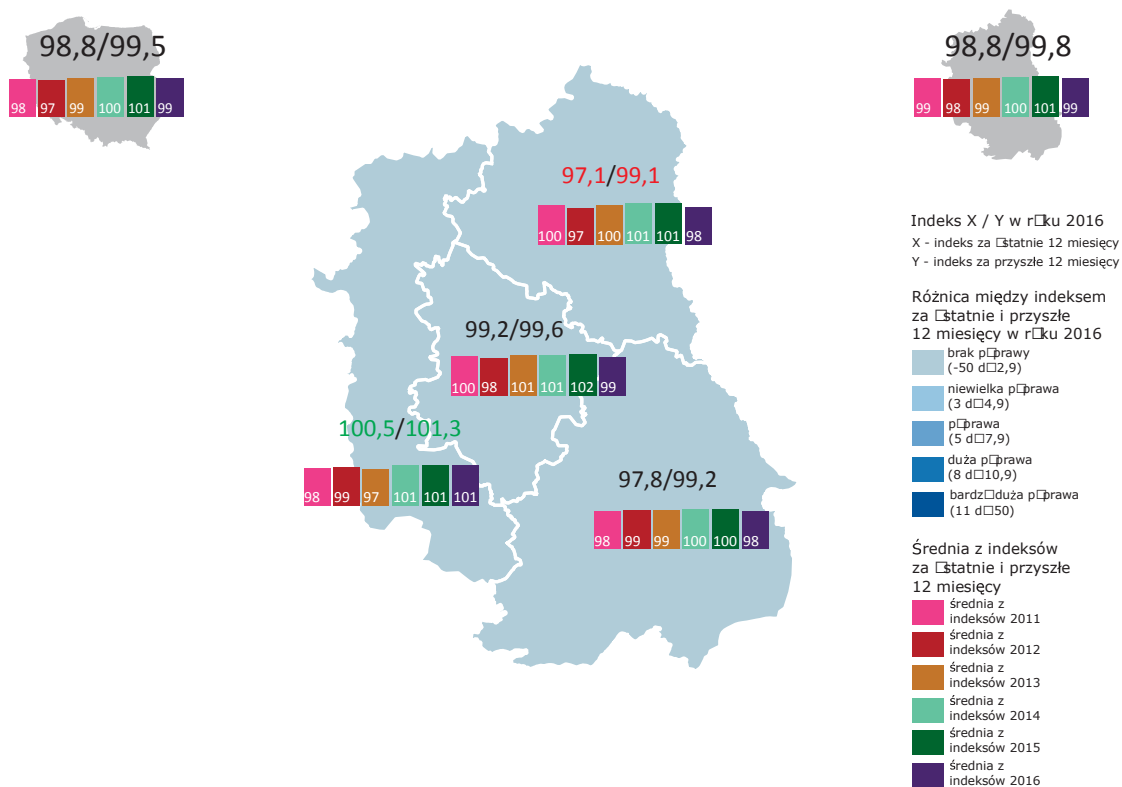 98,8/99,5
98 97 99 100 101 99
98,8/99,8
99 98 99 100 101 99
97,1/99,1
100 97 100 101 101 98
99,2/99,6
100 98 101 101 102 99
100,5/101,3
98 99 97 101 101 101
97,8/99,2
98 99 99 100 100 98
Indeks X / Y w r□ku 2016
X - indeks za □statnie 12 miesięcy
Y - indeks za przyszłe 12 miesięcy
Różnica między indeksem
za □statnie i przyszłe
12 miesięcy w r□ku 2016
brak p□prawy
(-50 d□2,9)
niewielka p□prawa
(3 d□4,9)
p□prawa
(5 d□7,9)
duża p□prawa
(8 d□10,9)
bardz□duża p□prawa
(11 d□50)
Średnia z indeksów
za □statnie i przyszłe
12 miesięcy
średnia z
indeksów 2011
średnia z
indeksów 2012
średnia z
indeksów 2013
średnia z
indeksów 2014
średnia z
indeksów 2015
średnia z
indeksów 2016